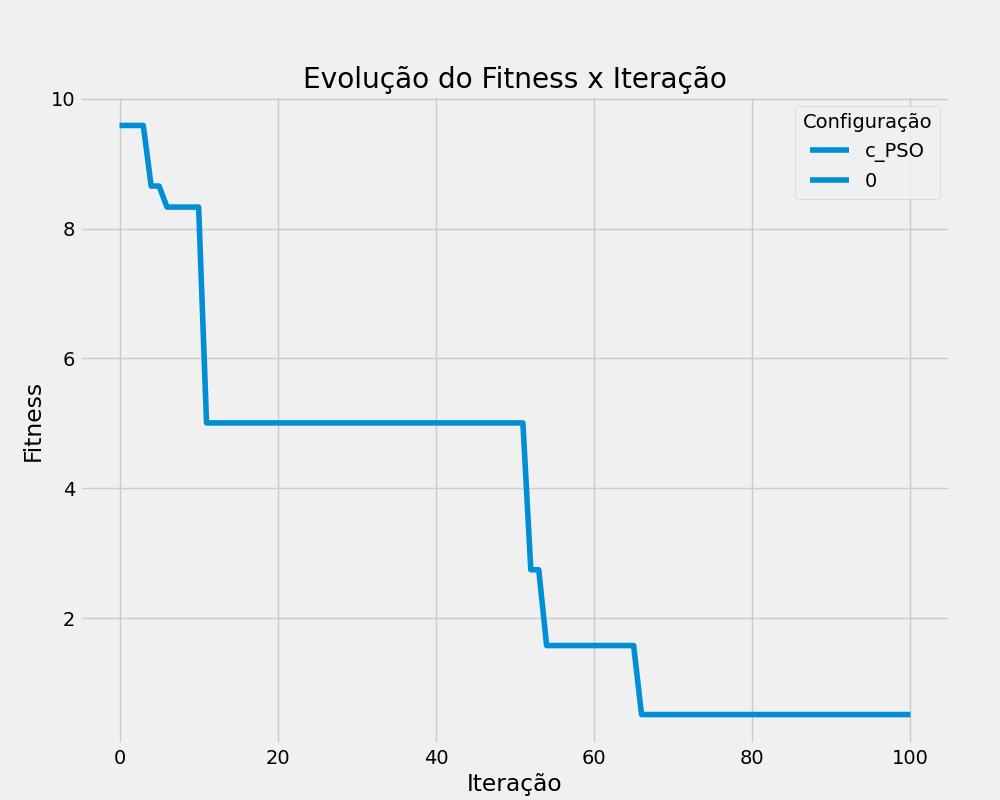 Evolução do Fitness x Iteração
Configuração
c_PSO
0
Fitness
10
8
6
4
2
0 20 40 60 80 100
Iteração